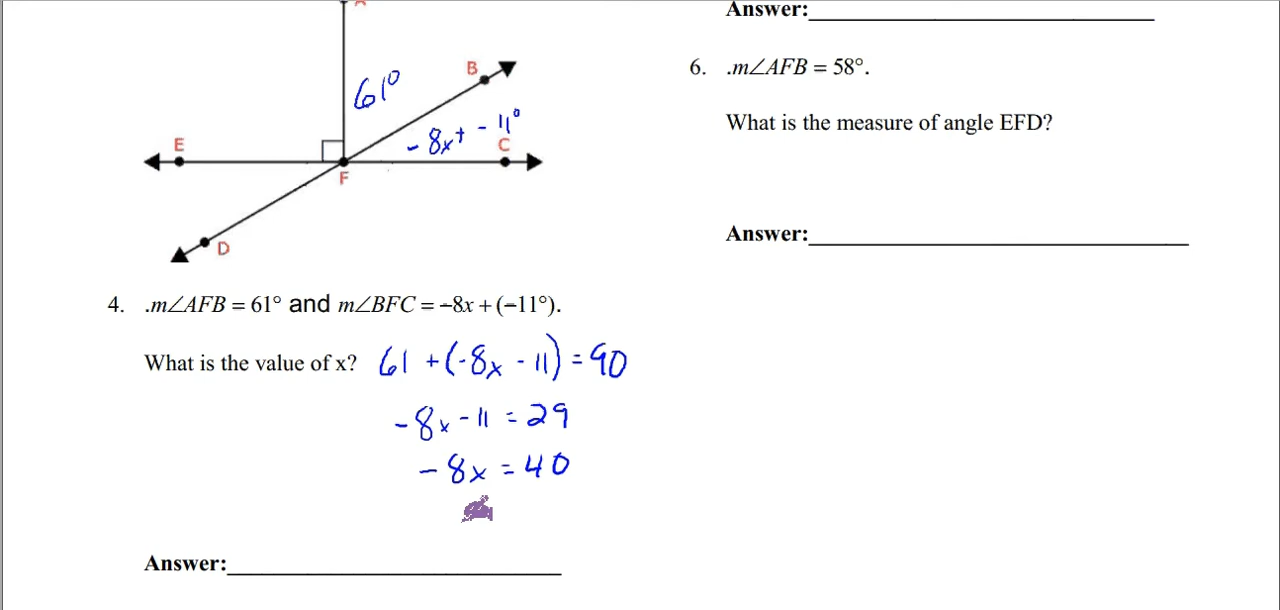 A
Answer:
6. .m∠AFB = 58°.
B
61°
What is the measure of angle EFD?
-8x + - 11°
E
C
F
Answer:
D
4. .m∠AFB = 61° and m∠BFC = −8x + (−11°).
What is the value of x? 61 + (-8x - 11) = 90
-8x - 11 = 29
-8x = 40
Answer: